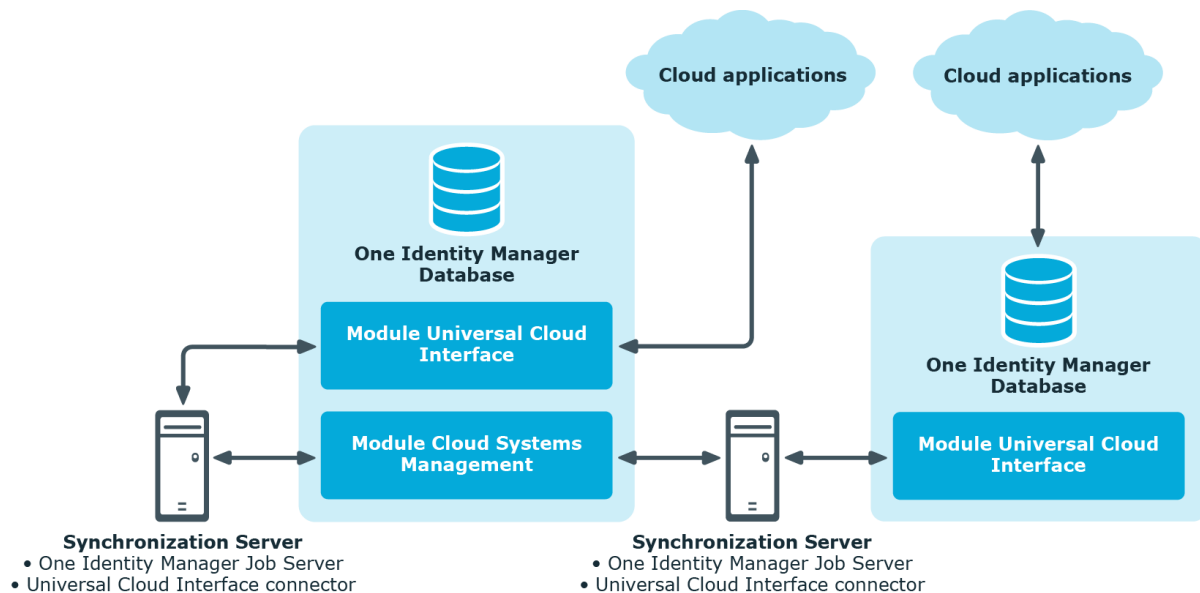 Cloud applications
Cloud applications
One Identity Manager
Database
Module Universal Cloud
Interface
Module Cloud Systems
Management
One Identity Manager
Database
Module Universal Cloud
Interface
Synchronization Server
• One Identity Manager Job Server
• Universal Cloud Interface connector
Synchronization Server
• One Identity Manager Job Server
• Universal Cloud Interface connector